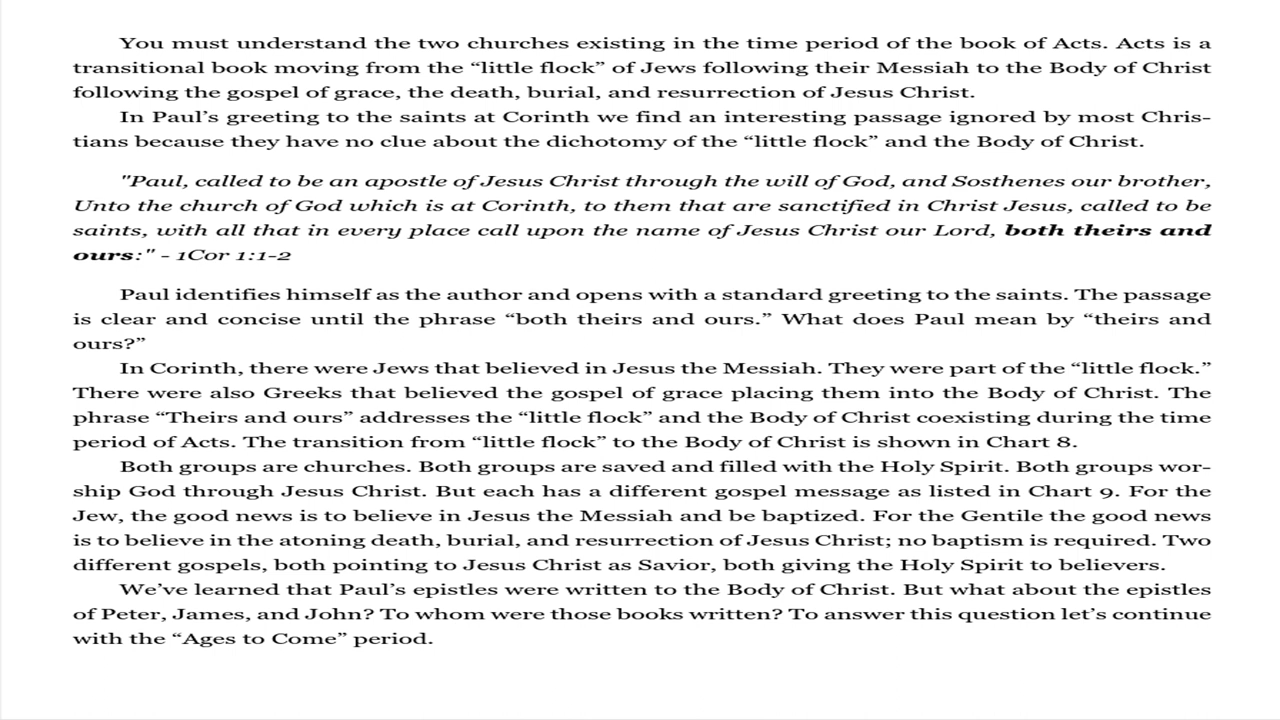 You must understand the two churches existing in the time period of the book of Acts. Acts is a
transitional book moving from the “little flock” of Jews following their Messiah to the Body of Christ
following the gospel of grace, the death, burial, and resurrection of Jesus Christ.
In Paul’s greeting to the saints at Corinth we find an interesting passage ignored by most Chris-
tians because they have no clue about the dichotomy of the “little flock” and the Body of Christ.
"Paul, called to be an apostle of Jesus Christ through the will of God, and Sosthenes our brother,
Unto the church of God which is at Corinth, to them that are sanctified in Christ Jesus, called to be
saints, with all that in every place call upon the name of Jesus Christ our Lord, both theirs and
ours:" - 1Cor 1:1-2
Paul identifies himself as the author and opens with a standard greeting to the saints. The passage
is clear and concise until the phrase “both theirs and ours.” What does Paul mean by “theirs and
ours?”
In Corinth, there were Jews that believed in Jesus the Messiah. They were part of the “little flock.”
There were also Greeks that believed the gospel of grace placing them into the Body of Christ. The
phrase “Theirs and ours” addresses the “little flock” and the Body of Christ coexisting during the time
period of Acts. The transition from “little flock” to the Body of Christ is shown in Chart 8.
Both groups are churches. Both groups are saved and filled with the Holy Spirit. Both groups wor-
ship God through Jesus Christ. But each has a different gospel message as listed in Chart 9. For the
Jew, the good news is to believe in Jesus the Messiah and be baptized. For the Gentile the good news
is to believe in the atoning death, burial, and resurrection of Jesus Christ; no baptism is required. Two
different gospels, both pointing to Jesus Christ as Savior, both giving the Holy Spirit to believers.
We’ve learned that Paul’s epistles were written to the Body of Christ. But what about the epistles
of Peter, James, and John? To whom were those books written? To answer this question let’s continue
with the “Ages to Come” period.